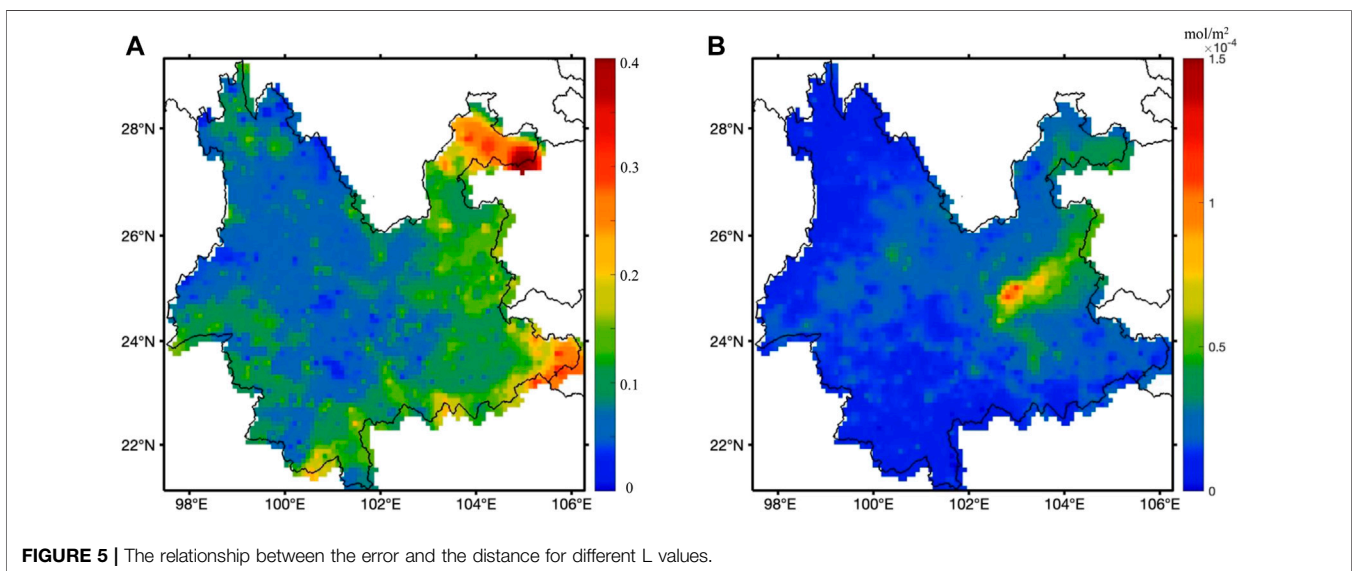 A
B
mol/m²
×10⁻⁴
0.4
0.3
0.2
0.1
0
1.5
1
0.5
0
28°N
26°N
24°N
22°N
98°E 100°E 102°E 104°E 106°E
28°N
26°N
24°N
22°N
98°E 100°E 102°E 104°E 106°E
FIGURE 5 | The relationship between the error and the distance for different L values.